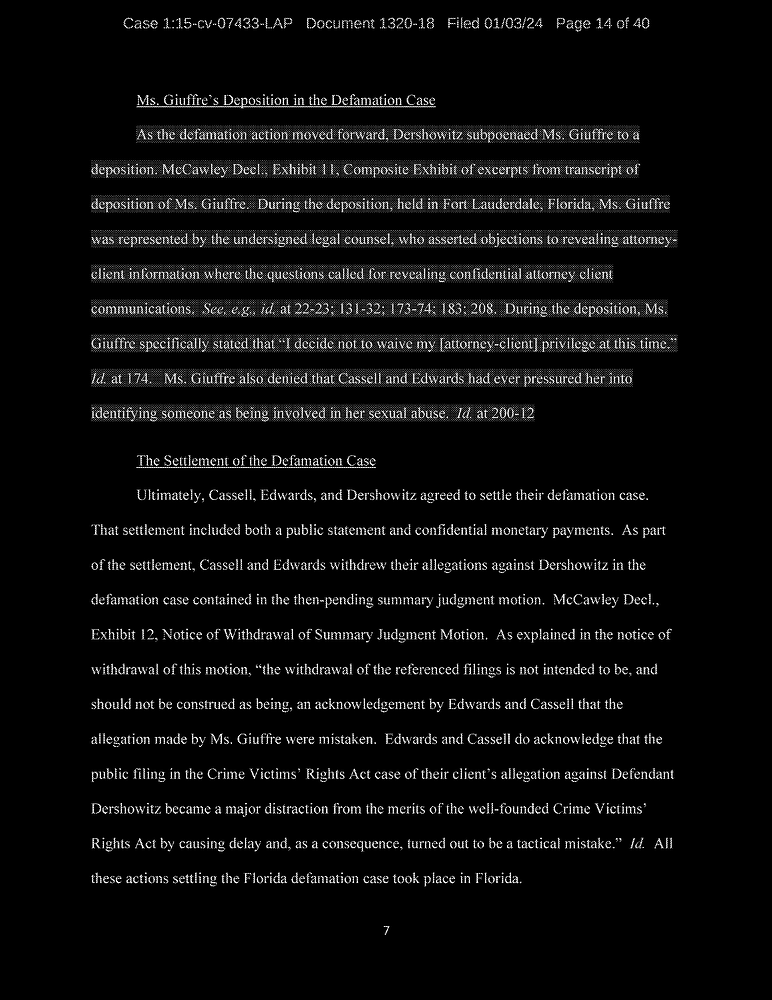 Case 1:15-cv-07433-LAP Document 1320-18 Filed 01/03/24 Page 14 of 40
Ms. Giuffre's Deposition in the Defamation Case
As the defamation action moved forward, Dershowitz subpoenaed Ms. Giuffre to a
deposition. McCawley Decl., Exhibit 11, Composite Exhibit of excerpts from transcript of
deposition of Ms. Giuffre. During the deposition, held in Fort Lauderdale, Florida, Ms. Giuffre
was represented by the undersigned legal counsel, who asserted objections to revealing attorney-
client information where the questions called for revealing confidential attorney client
communications. See, e.g., id. at 22-23; 131-32; 173-74; 183; 208. During the deposition, Ms.
Giuffre specifically stated that “I decide not to waive my [attorney-client] privilege at this time.”
Id. at 174. Ms. Giuffre also denied that Cassell and Edwards had ever pressured her into
identifying someone as being involved in her sexual abuse. Id. at 200-12
The Settlement of the Defamation Case
Ultimately, Cassell, Edwards, and Dershowitz agreed to settle their defamation case.
That settlement included both a public statement and confidential monetary payments. As part
of the settlement, Cassell and Edwards withdrew their allegations against Dershowitz in the
defamation case contained in the then-pending summary judgment motion. McCawley Decl.,
Exhibit 12, Notice of Withdrawal of Summary Judgment Motion. As explained in the notice of
withdrawal of this motion, “the withdrawal of the referenced filings is not intended to be, and
should not be construed as being, an acknowledgement by Edwards and Cassell that the
allegation made by Ms. Giuffre were mistaken. Edwards and Cassell do acknowledge that the
public filing in the Crime Victims' Rights Act case of their client's allegation against Defendant
Dershowitz became a major distraction from the merits of the well-founded Crime Victims'
Rights Act by causing delay and, as a consequence, turned out to be a tactical mistake.” Id. All
these actions settling the Florida defamation case took place in Florida.
7